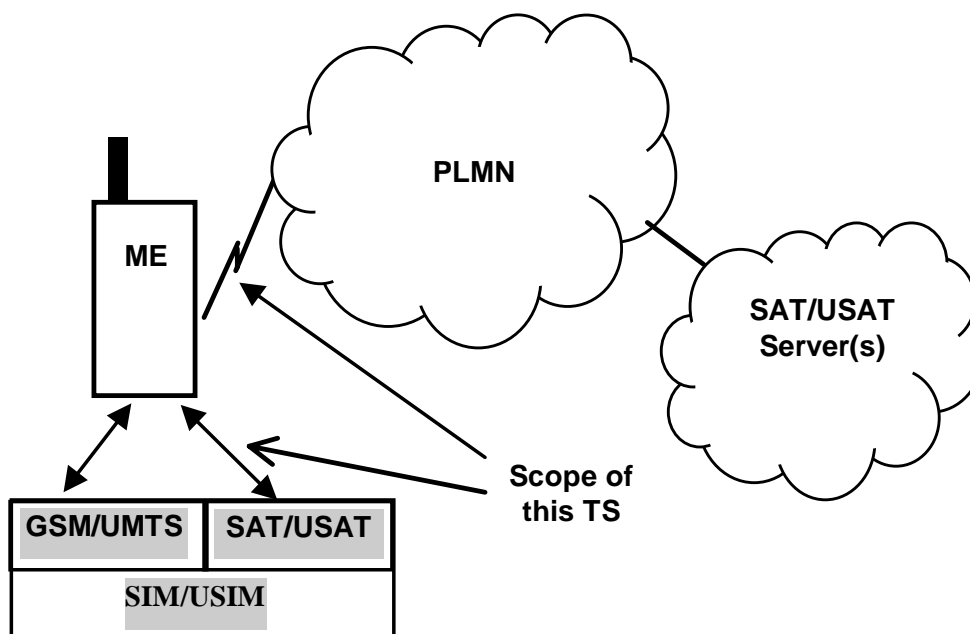 PLMN
ME
SAT/USAT
Server(s)
Scope of
this TS
GSM/UMTS
SAT/USAT
SIM/USIM